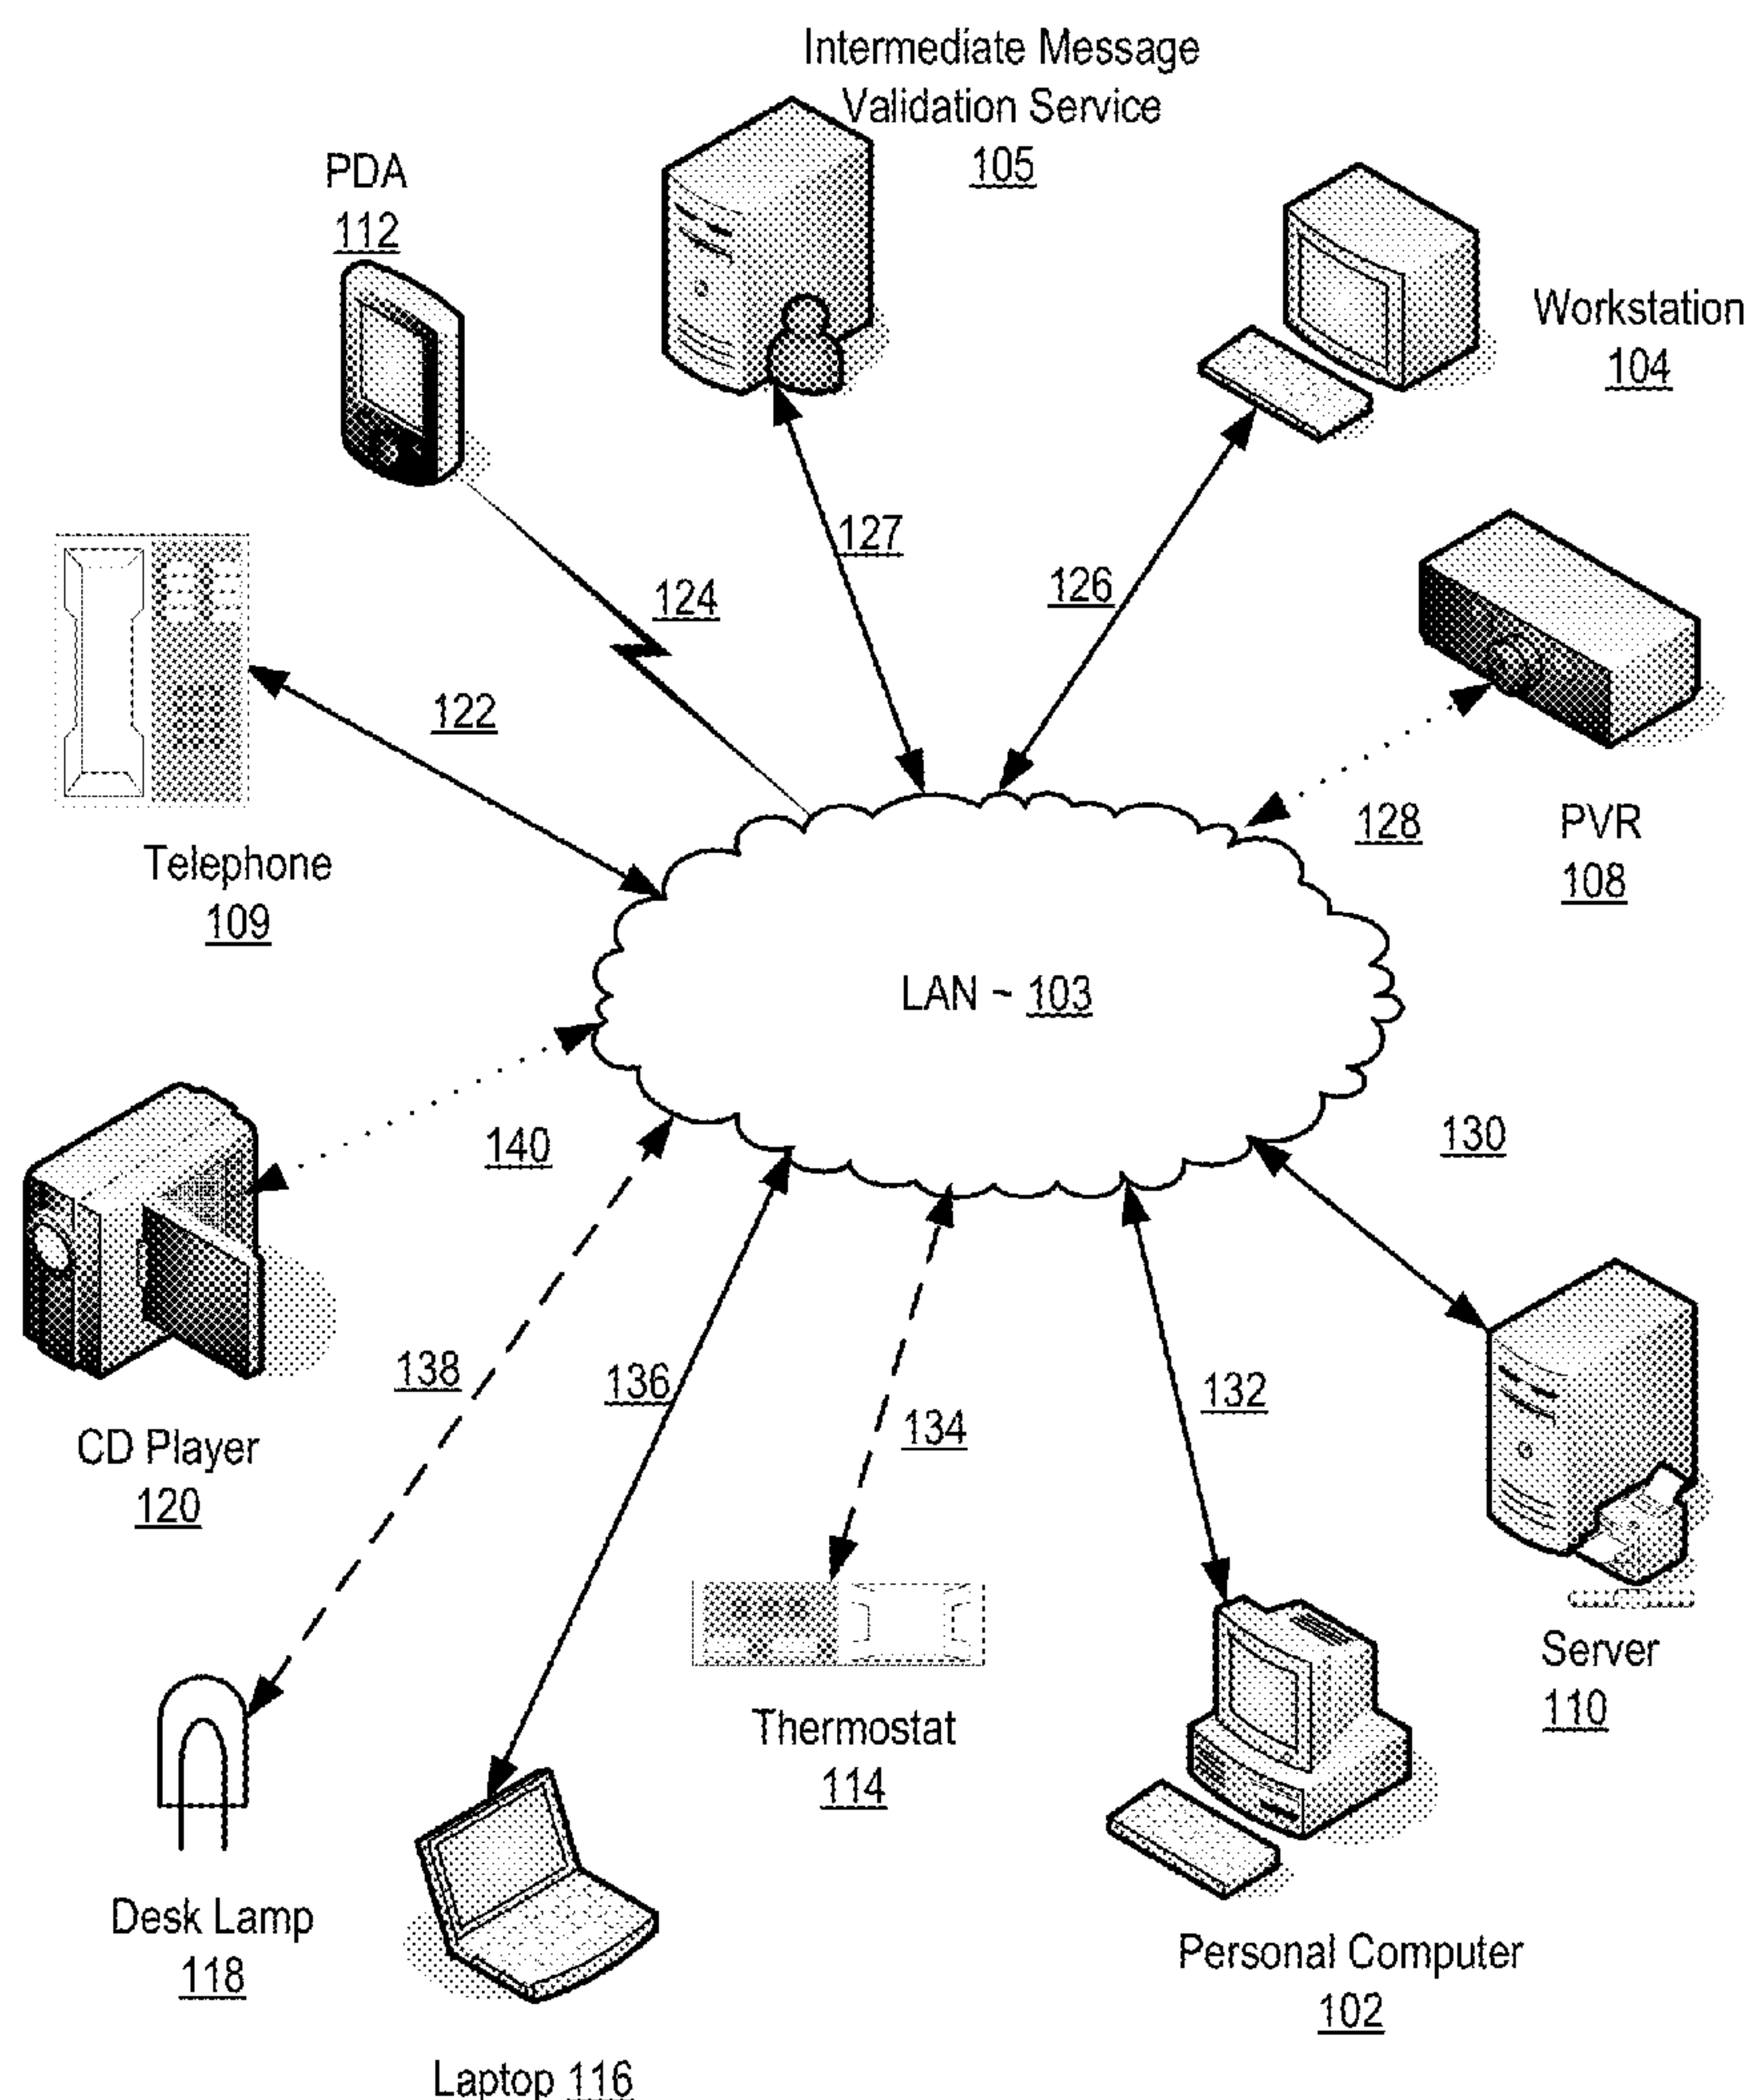 Intermediate Message
Validation Service
105
PDA
112
Workstation
104
127
124
126
122
128
PVR
108
Telephone
109
LAN ~ 103
130
140
138
136
134
132
CD Player
120
Server
110
Thermostat
114
Desk Lamp
118
Personal Computer
102
Laptop 116